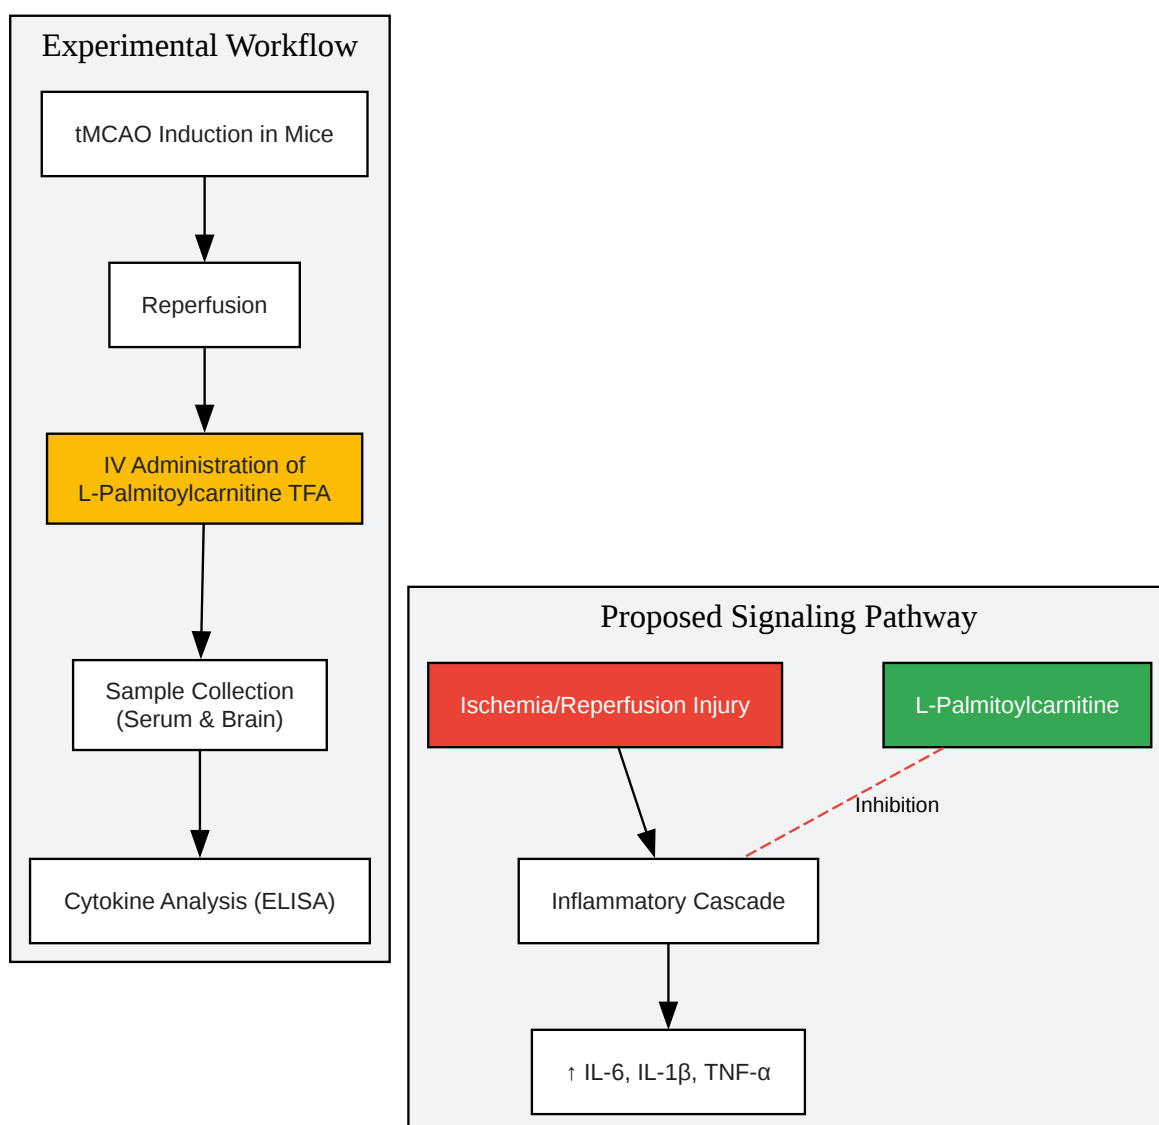 Experimental Workflow
tMCAO Induction in Mice
Reperfusion
IV Administration of
L-Palmitoylcarnitine TFA
Sample Collection
(Serum & Brain)
Cytokine Analysis (ELISA)
Proposed Signaling Pathway
Ischemia/Reperfusion Injury
L-Palmitoylcarnitine
Inhibition
Inflammatory Cascade
↑ IL-6, IL-1β, TNF-α